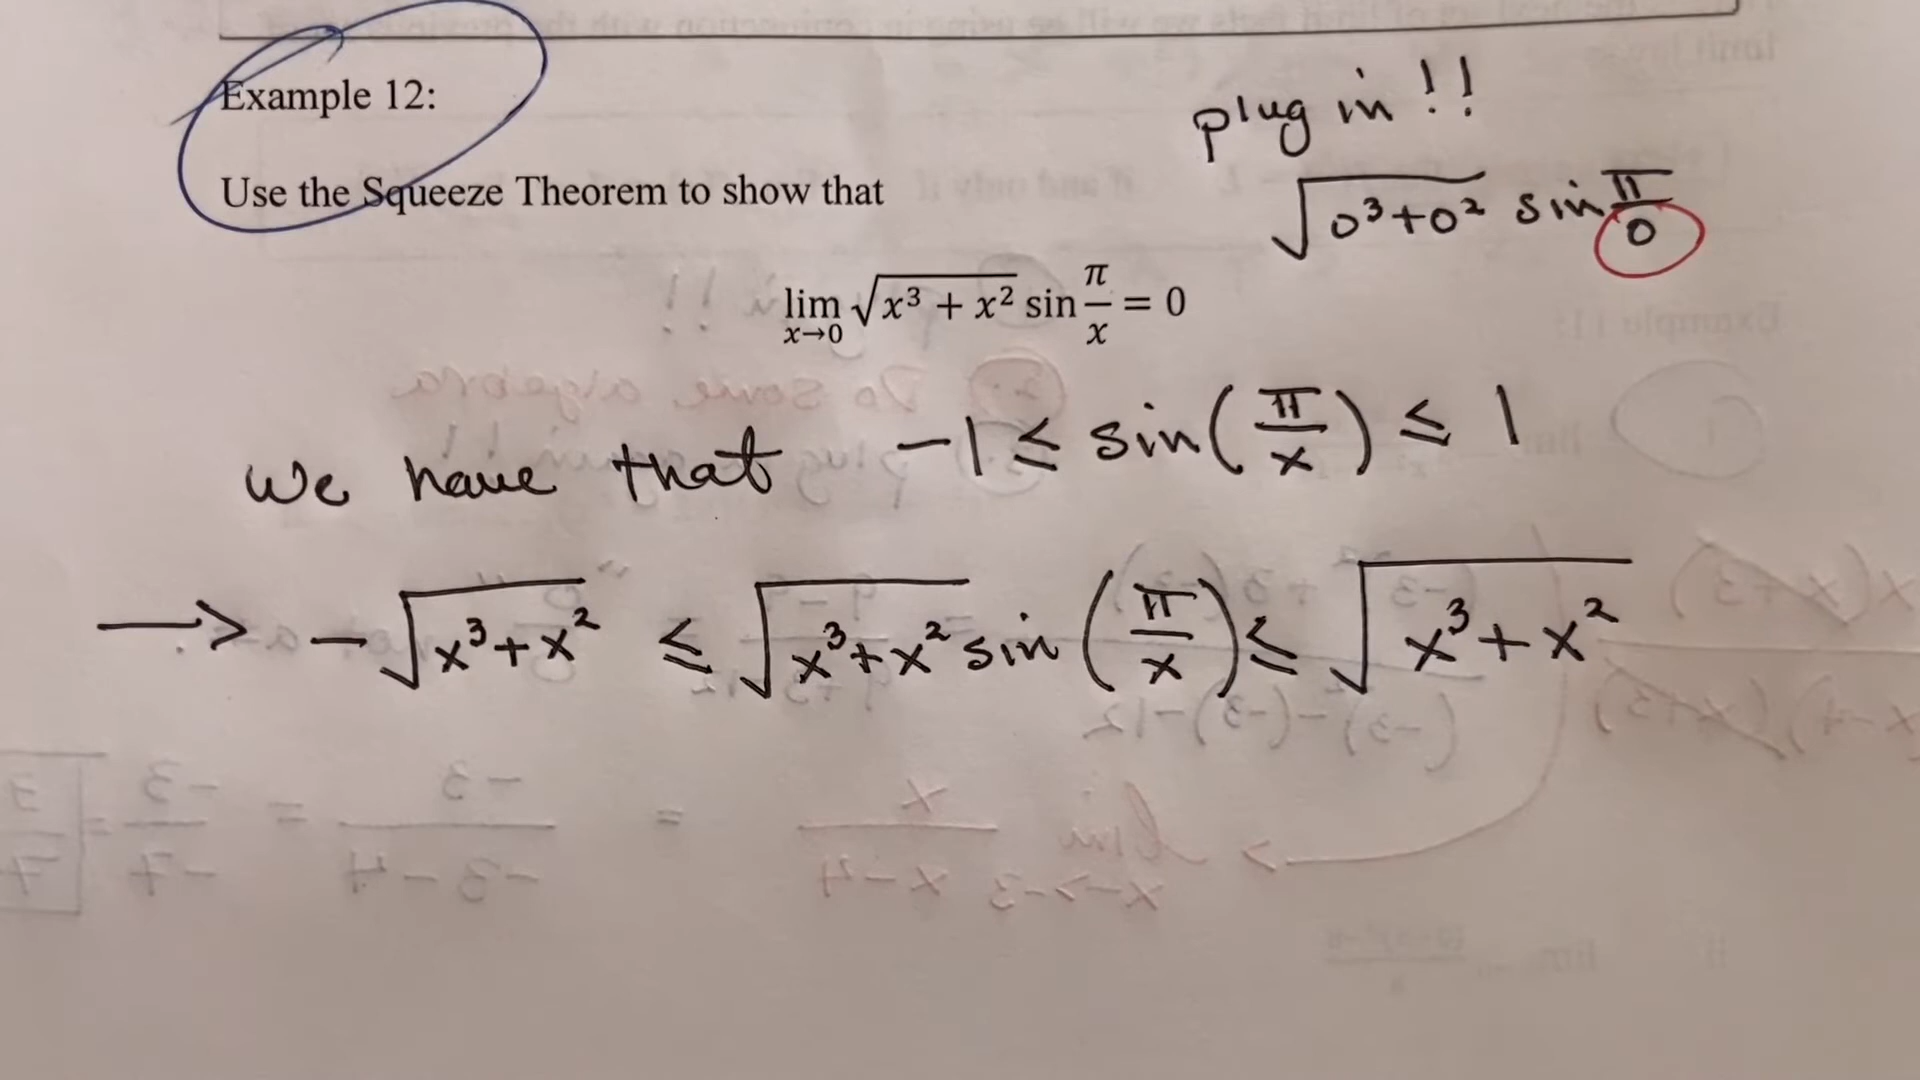 Example 12:
plug in !!
Use the Squeeze Theorem to show that
√(0³+0²) sin π/0
lim x→0 √(x³ + x²) sin π/x = 0
We have that -1 ≤ sin(π/x) ≤ 1
→ -√(x³+x²) ≤ √(x³+x²) sin(π/x) ≤ √(x³+x²)